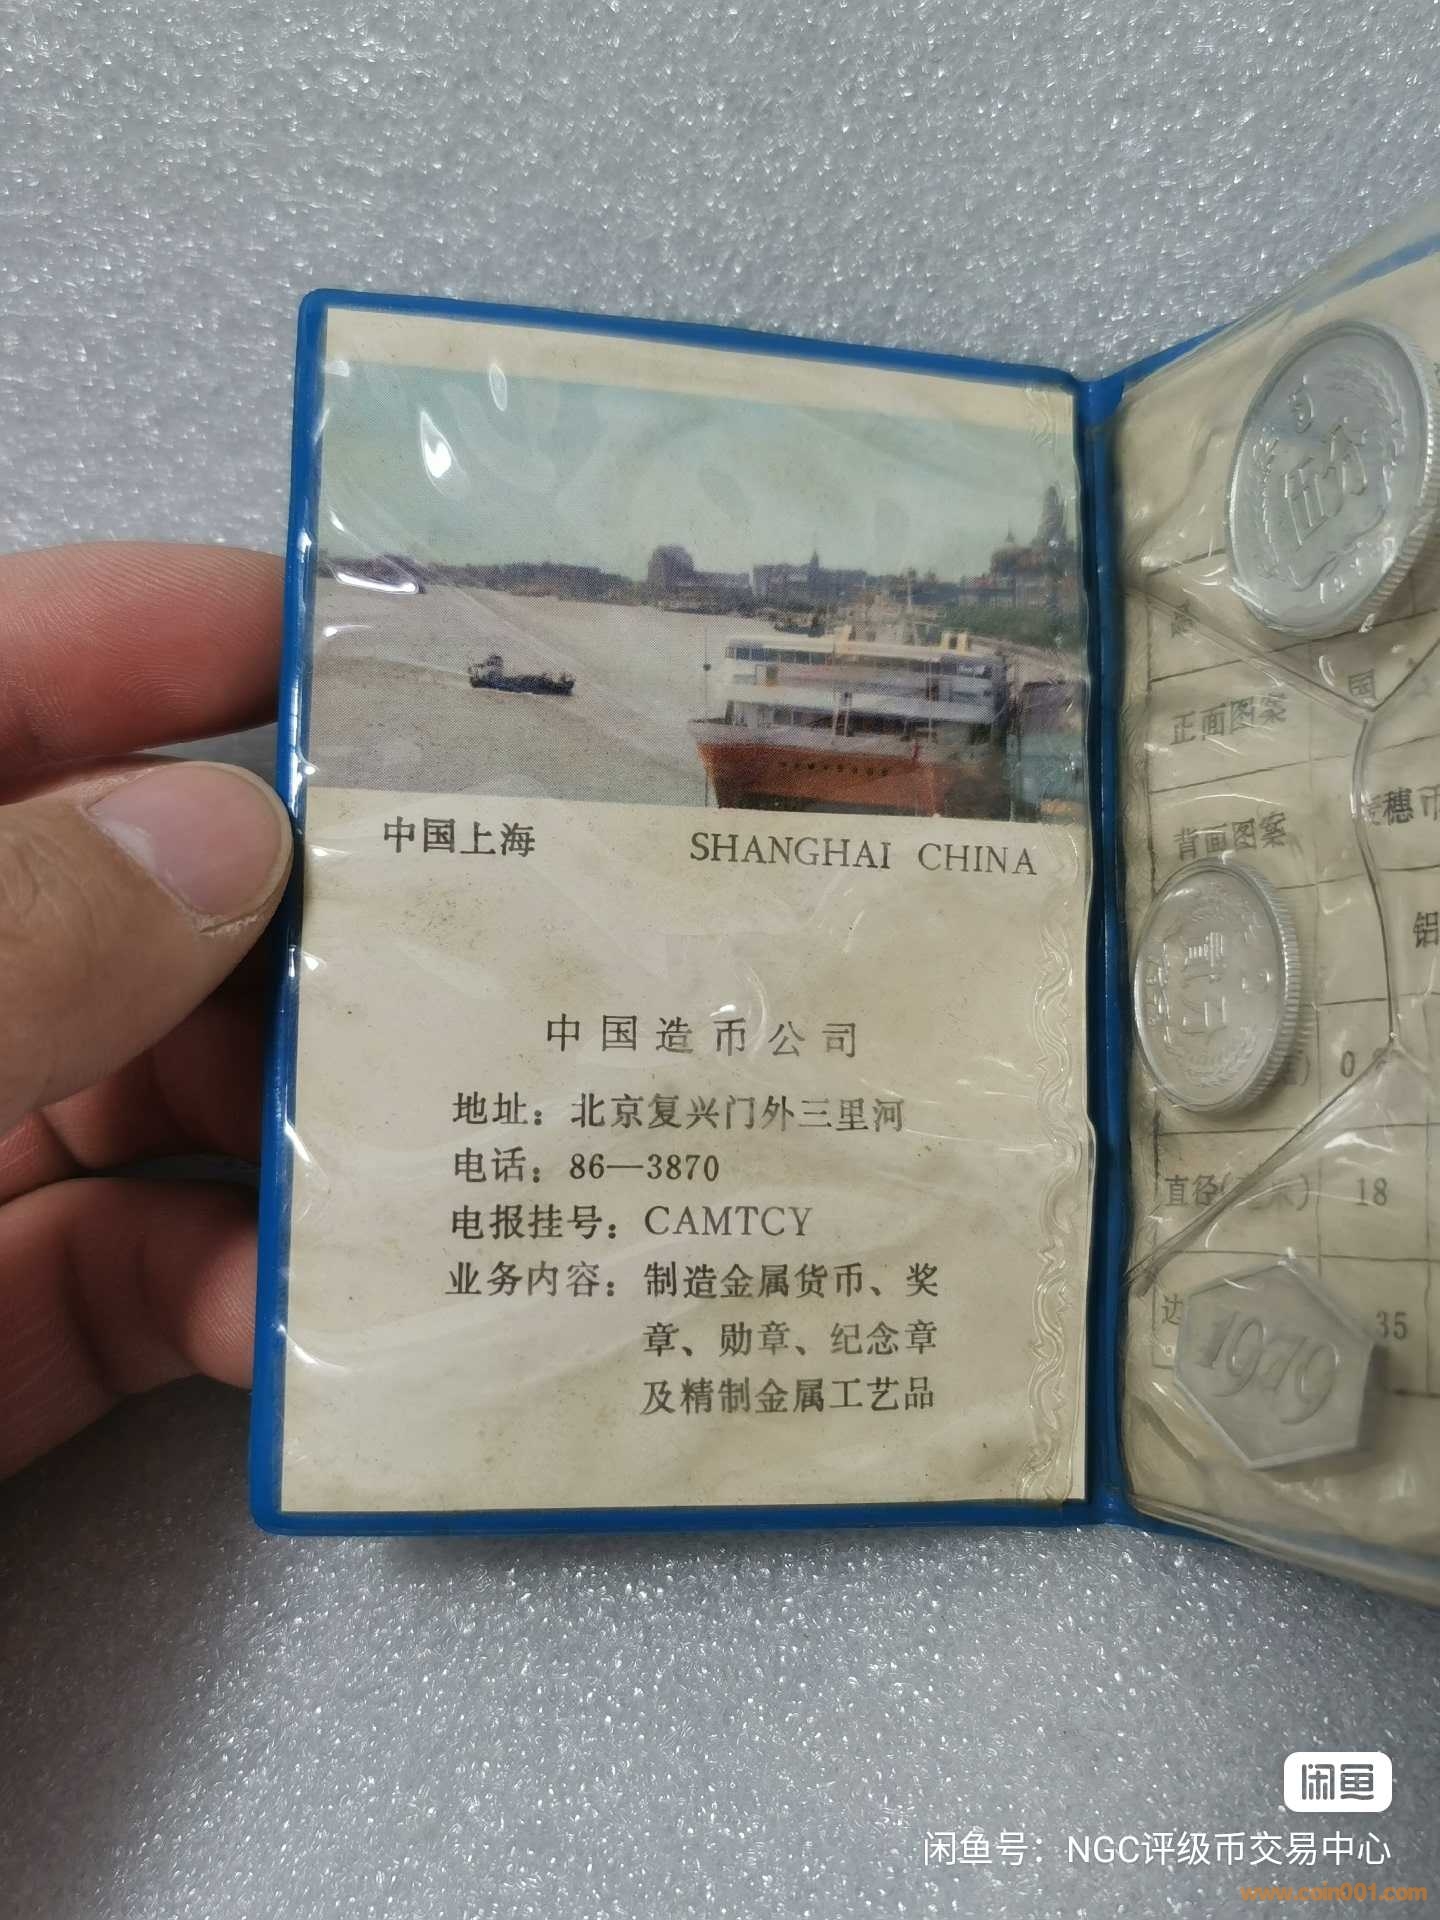 中国上海 SHANGHAI CHINA
中国造币公司
地址：北京复兴门外三里河
电话：86—3870
电报挂号：CAMTCY
业务内容：制造金属货币、奖
章、勋章、纪念章
及精制金属工艺品
伍分
国
正面图案
麦穗币
背面图案
铝
贰分
直径 18
35
1979
闲鱼
闲鱼号：NGC评级币交易中心
www.coin001.com